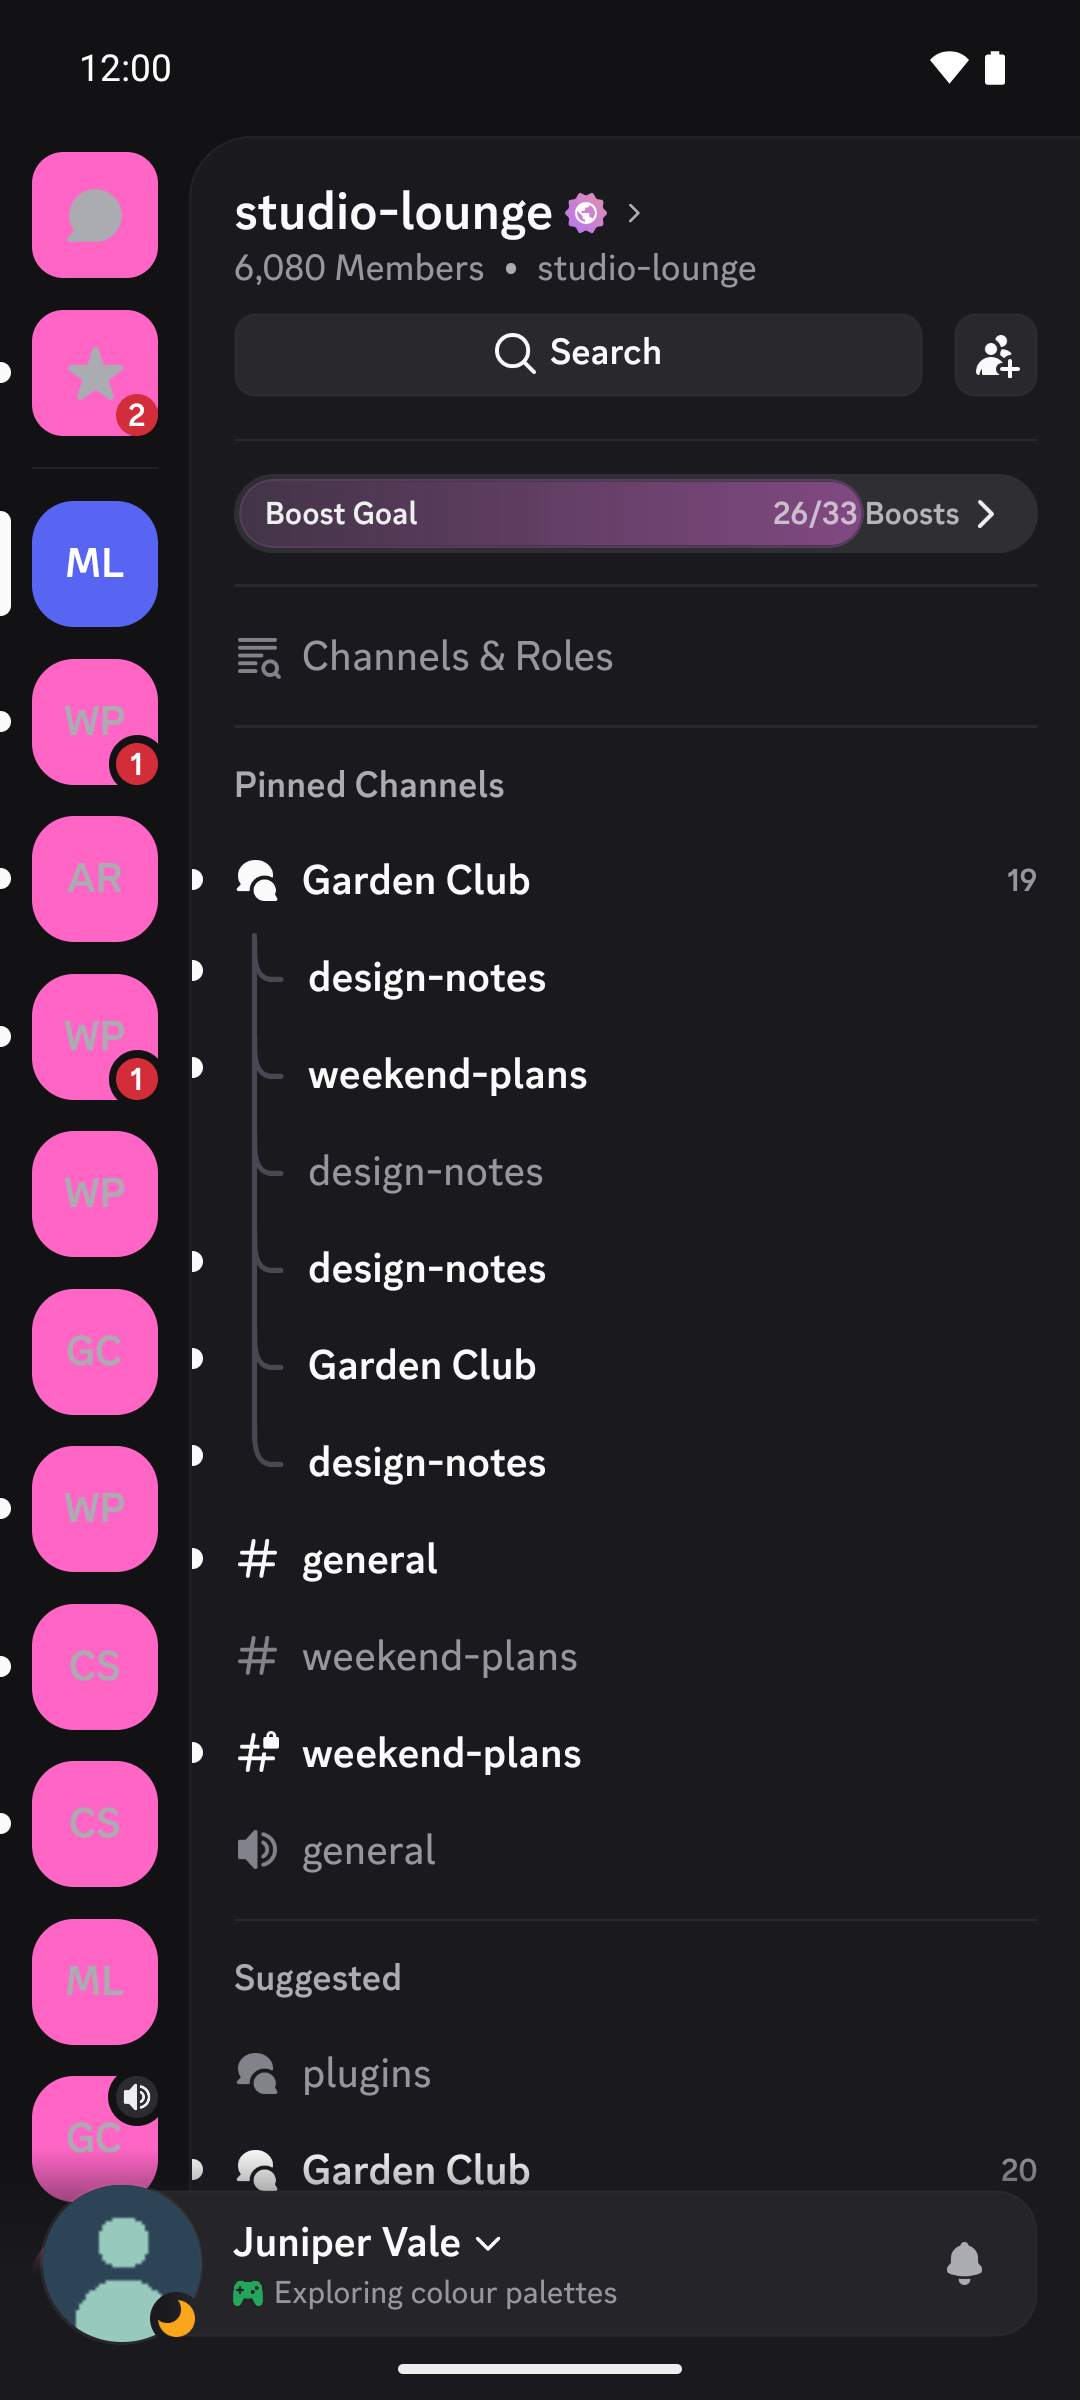 12:00
studio-lounge
6,080 Members • studio-lounge
Search
2
Boost Goal 26/33 Boosts
ML
Channels & Roles
WP
1
Pinned Channels
AR
Garden Club 19
design-notes
WP
1
weekend-plans
design-notes
WP
design-notes
GC
Garden Club
design-notes
WP
general
CS
weekend-plans
weekend-plans
CS
general
ML
Suggested
plugins
GC
Garden Club 20
Juniper Vale
Exploring colour palettes